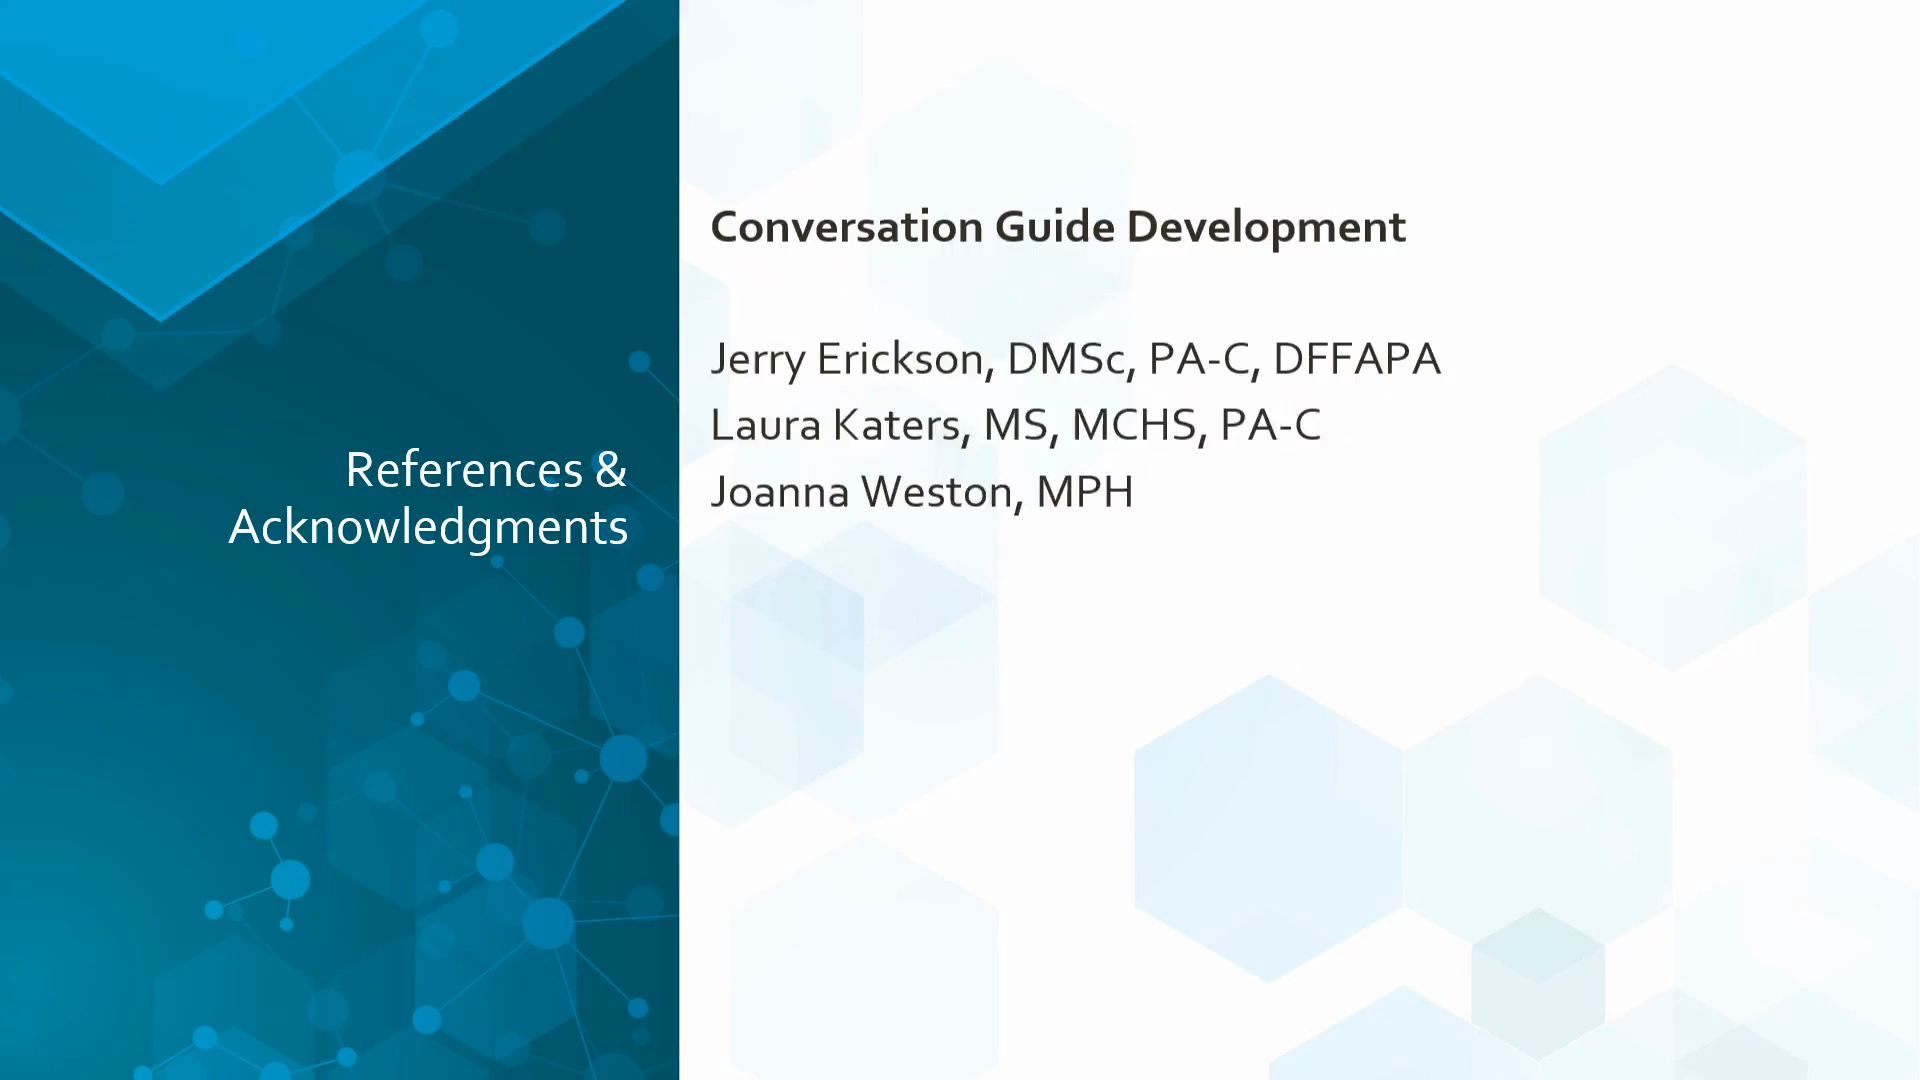 References &
Acknowledgments
Conversation Guide Development
Jerry Erickson, DMSc, PA-C, DFFAPA
Laura Katers, MS, MCHS, PA-C
Joanna Weston, MPH